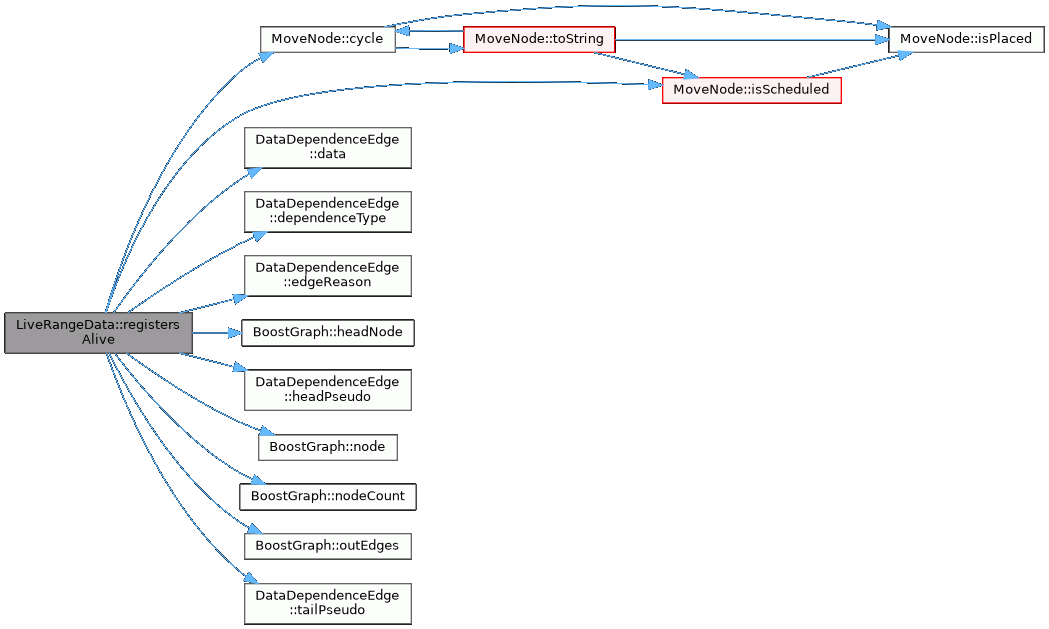 MoveNode::cycle
MoveNode::toString
MoveNode::isPlaced
MoveNode::isScheduled
DataDependenceEdge
::data
DataDependenceEdge
::dependenceType
DataDependenceEdge
::edgeReason
LiveRangeData::registers
Alive
BoostGraph::headNode
DataDependenceEdge
::headPseudo
BoostGraph::node
BoostGraph::nodeCount
BoostGraph::outEdges
DataDependenceEdge
::tailPseudo